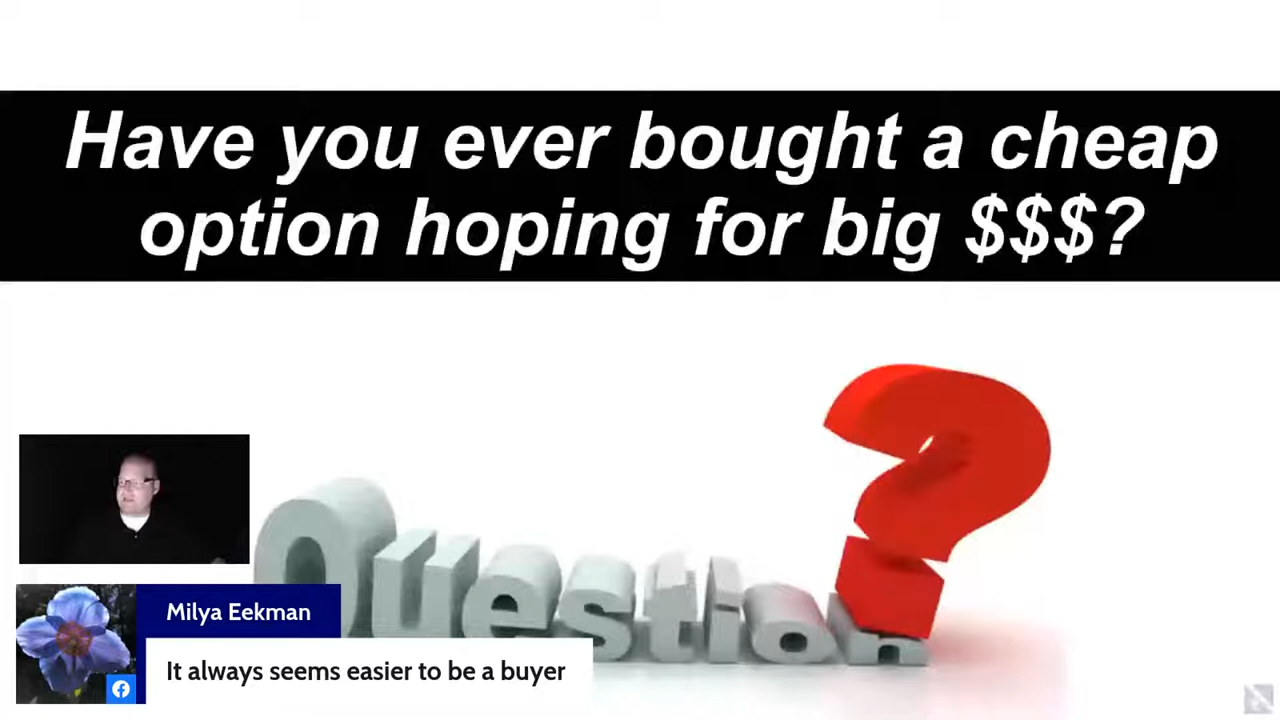 Have you ever bought a cheap
option hoping for big $$$?
Question
?
Milya Eekman
It always seems easier to be a buyer